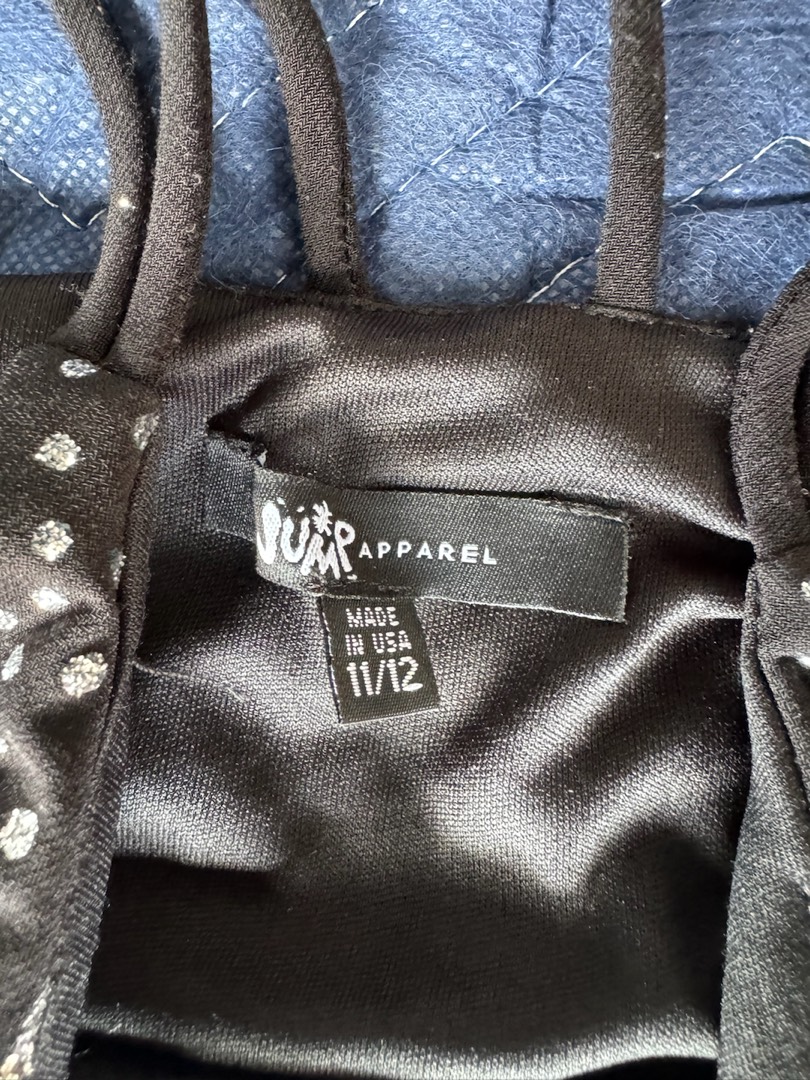 JUMP APPAREL
MADE
IN USA
11/12